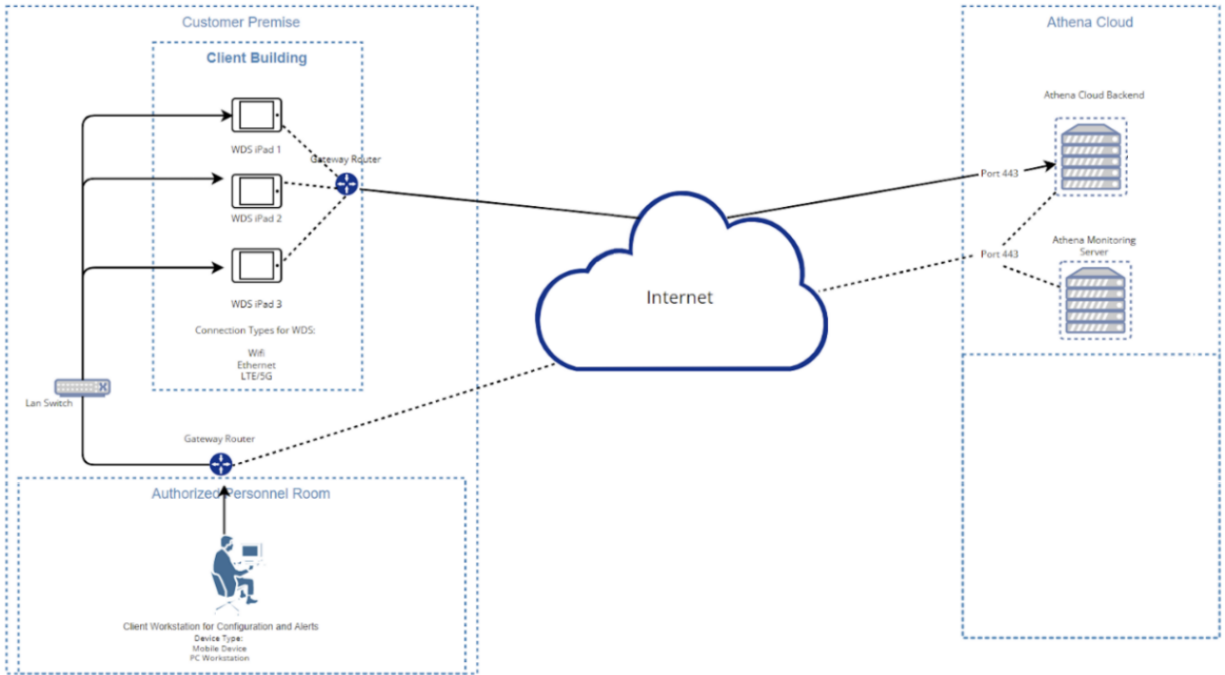 Customer Premise
Client Building
WDS iPad 1
Gateway Router
WDS iPad 2
WDS iPad 3
Connection Types for WDS:
Wifi
Ethernet
LTE/5G
Lan Switch
Gateway Router
Authorized Personnel Room
Client Workstation for Configuration and Alerts
Device Type:
Mobile Device
PC Workstation
Internet
Athena Cloud
Athena Cloud Backend
Port 443
Athena Monitoring
Server
Port 443